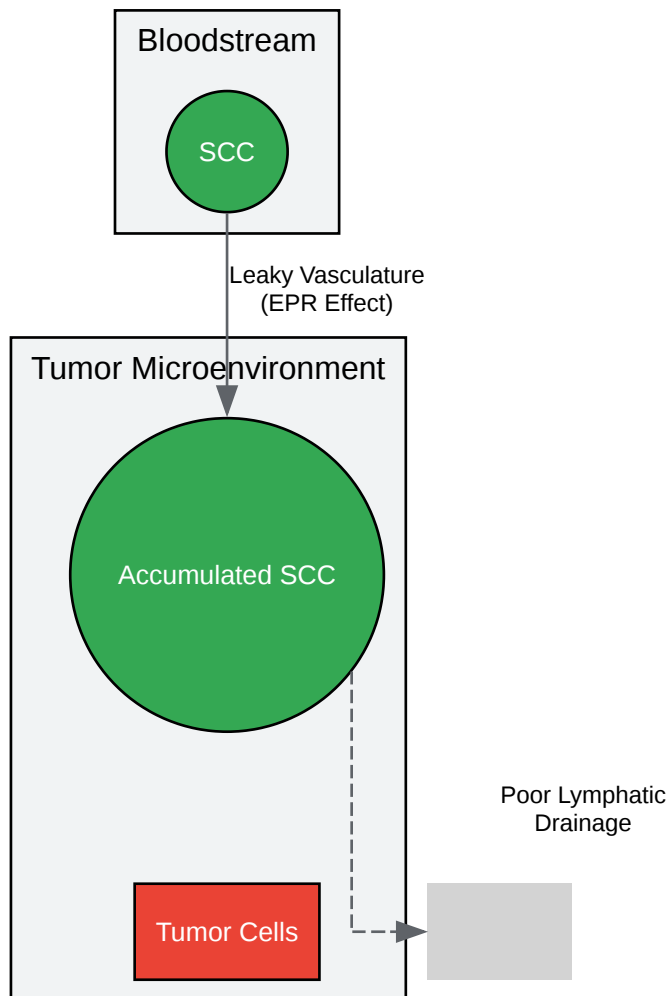 Bloodstream
SCC
Leaky Vasculature
(EPR Effect)
Tumor Microenvironment
Accumulated SCC
Poor Lymphatic
Drainage
Tumor Cells